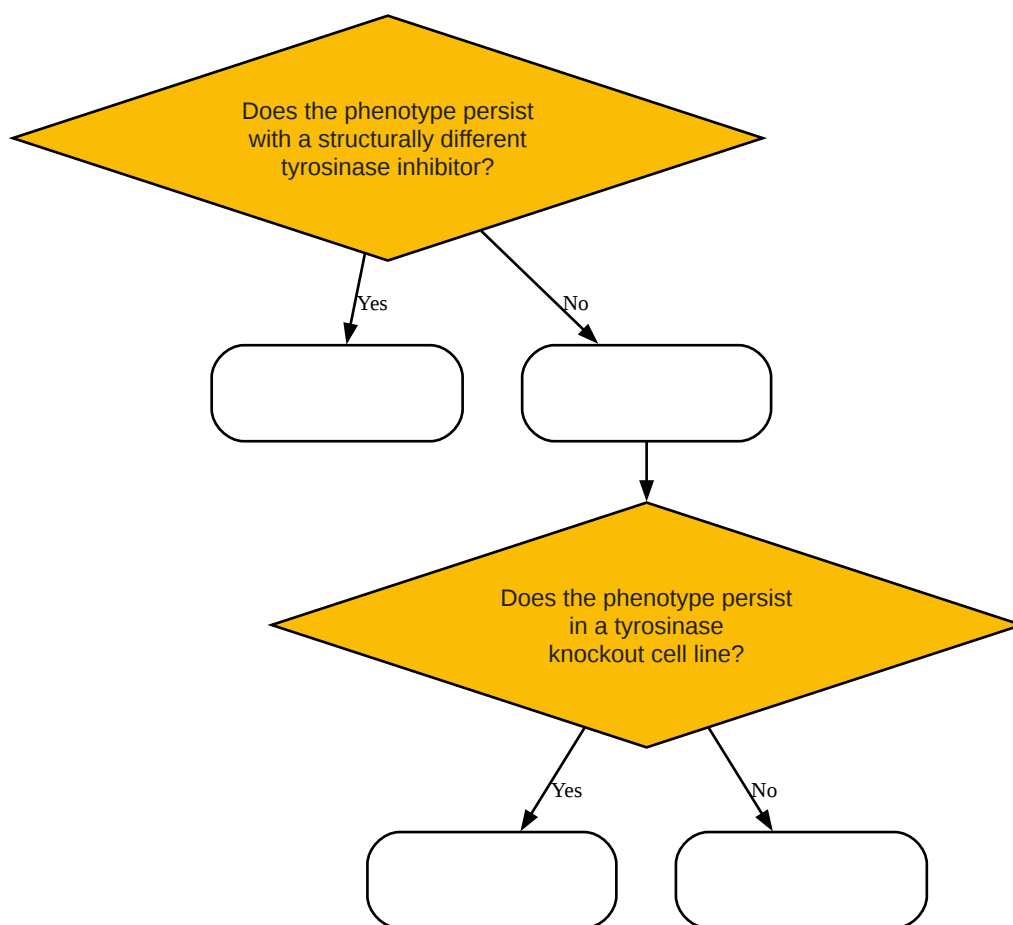 Does the phenotype persist
with a structurally different
tyrosinase inhibitor?
Yes
No
Does the phenotype persist
in a tyrosinase
knockout cell line?
Yes
No